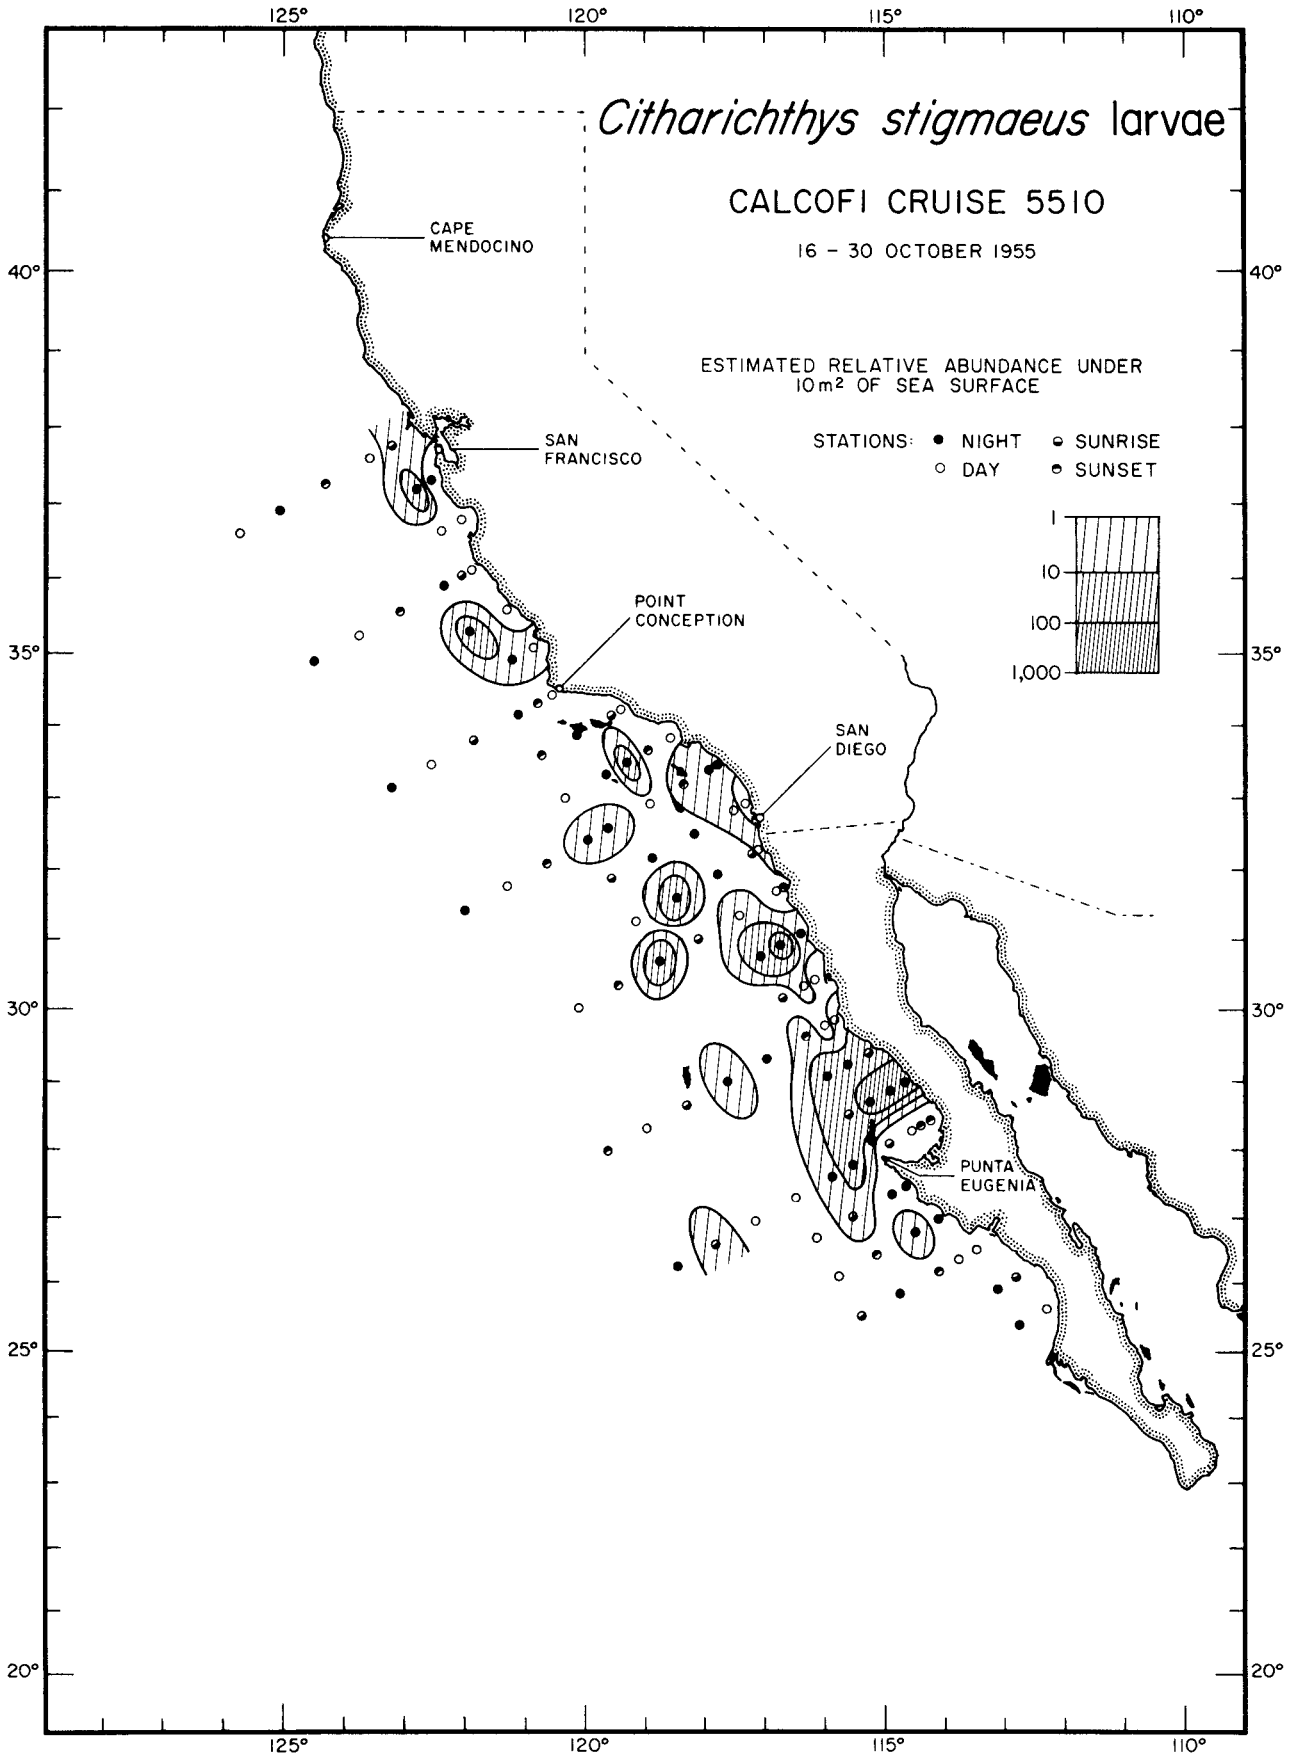 125° 120° 115° 110°
Citharichthys stigmaeus larvae
CALCOFI CRUISE 5510
16 - 30 OCTOBER 1955
CAPE
MENDOCINO
40° 40°
ESTIMATED RELATIVE ABUNDANCE UNDER
10m² OF SEA SURFACE
STATIONS: ● NIGHT ◒ SUNRISE
○ DAY ◓ SUNSET
SAN
FRANCISCO
1
10
100
1,000
POINT
CONCEPTION
35° 35°
SAN
DIEGO
30° 30°
PUNTA
EUGENIA
25° 25°
20° 20°
125° 120° 115° 110°